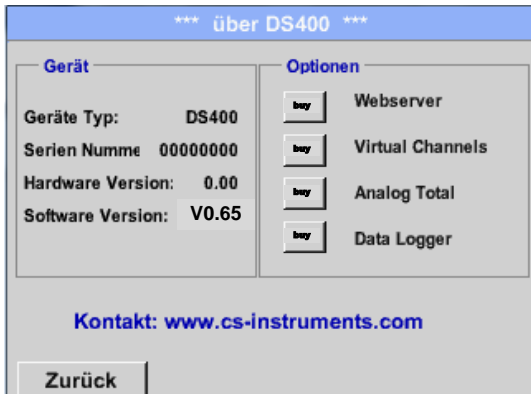 *** über DS400 ***
Gerät
Geräte Typ: DS400
Serien Numme 00000000
Hardware Version: 0.00
Software Version: V0.65
Optionen
buy Webserver
buy Virtual Channels
buy Analog Total
buy Data Logger
Kontakt: www.cs-instruments.com
Zurück